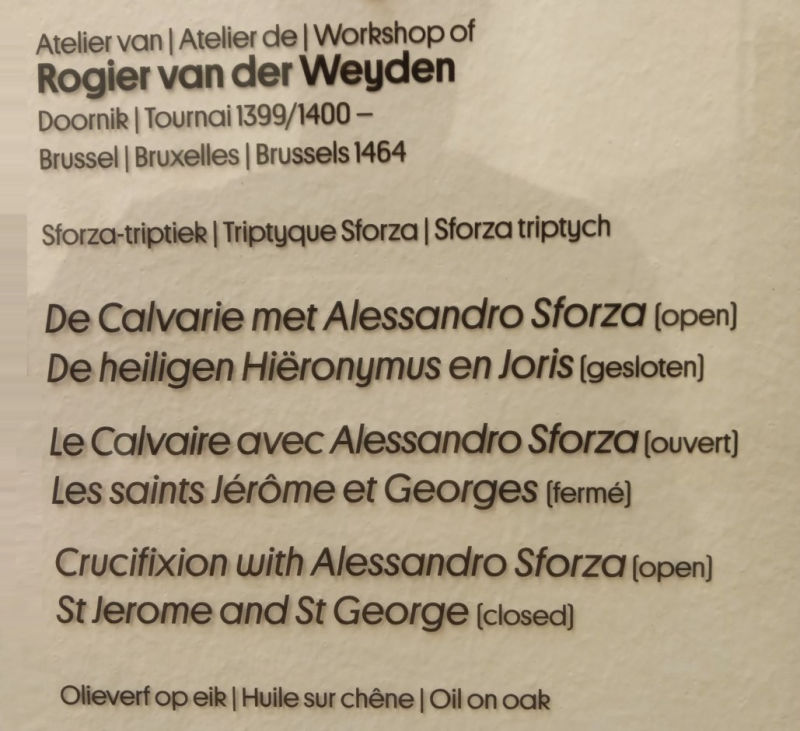 Atelier van | Atelier de | Workshop of
Rogier van der Weyden
Doornik | Tournai 1399/1400 –
Brussel | Bruxelles | Brussels 1464
Sforza-triptiek | Triptyque Sforza | Sforza triptych
De Calvarie met Alessandro Sforza (open)
De heiligen Hiëronymus en Joris (gesloten)
Le Calvaire avec Alessandro Sforza (ouvert)
Les saints Jérôme et Georges (fermé)
Crucifixion with Alessandro Sforza (open)
St Jerome and St George (closed)
Olieverf op eik | Huile sur chêne | Oil on oak